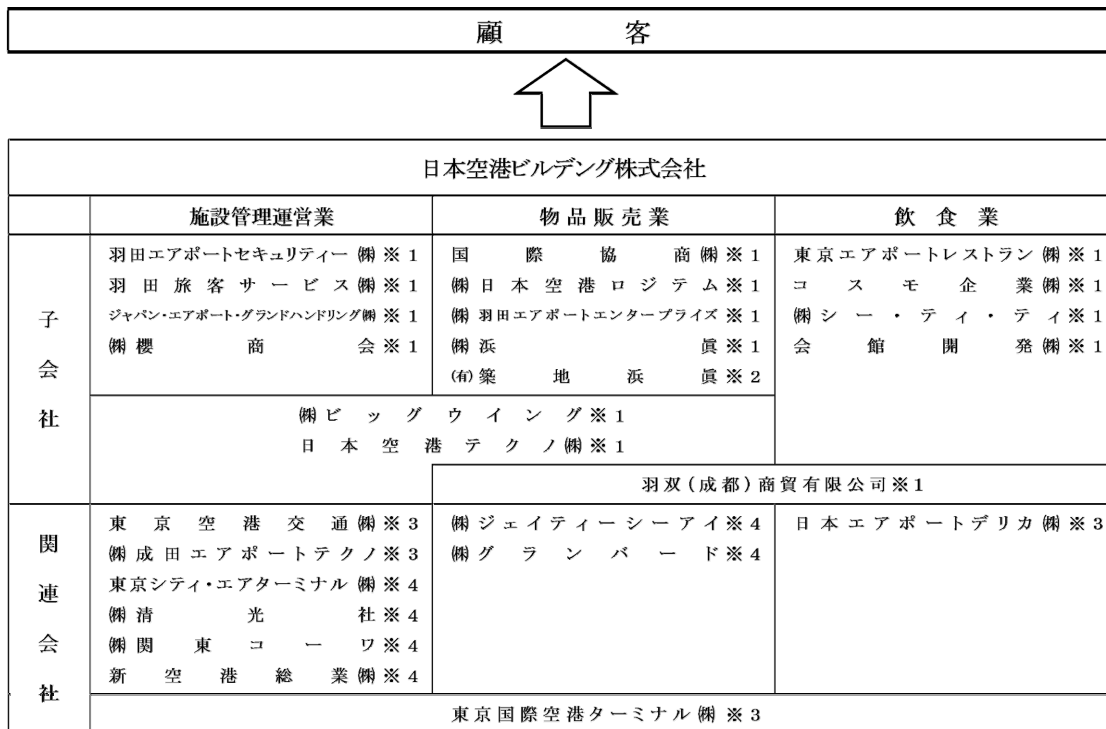 顧客
日本空港ビルデング株式会社
施設管理運営業
物品販売業
飲食業
子会社
羽田エアポートセキュリティー㈱※1
羽田旅客サービス㈱※1
ジャパン・エアポート・グランドハンドリング㈱※1
㈱櫻商会※1
国際協商㈱※1
㈱日本空港ロジテム※1
㈱羽田エアポートエンタープライズ※1
㈱浜眞※1
㈲築地浜眞※2
東京エアポートレストラン㈱※1
コスモ企業㈱※1
㈱シー・ティ・ティ※1
会館開発㈱※1
㈱ビッグウイング※1
日本空港テクノ㈱※1
羽双(成都)商貿有限公司※1
関連会社
東京空港交通㈱※3
㈱成田エアポートテクノ※3
東京シティ・エアターミナル㈱※4
㈱清光社※4
㈱関東コーワ※4
新空港総業㈱※4
㈱ジェイティーシーアイ※4
㈱グランバード※4
日本エアポートデリカ㈱※3
東京国際空港ターミナル㈱※3